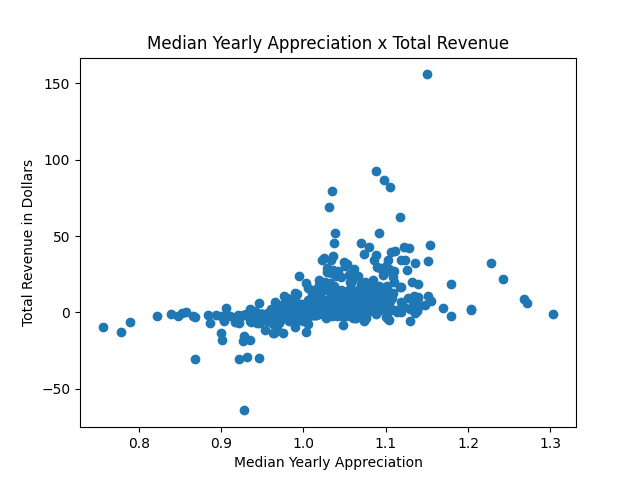 Median Yearly Appreciation x Total Revenue
150
100
50
0
−50
Total Revenue in Dollars
0.8 0.9 1.0 1.1 1.2 1.3
Median Yearly Appreciation